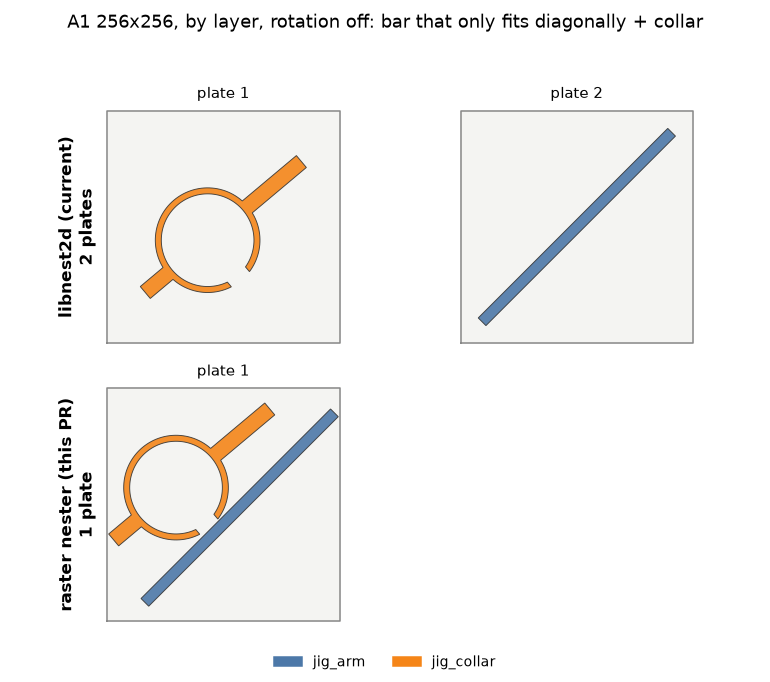 A1 256x256, by layer, rotation off: bar that only fits diagonally + collar
plate 1
plate 2
libnest2d (current)
2 plates
plate 1
raster nester (this PR)
1 plate
jig_arm
jig_collar